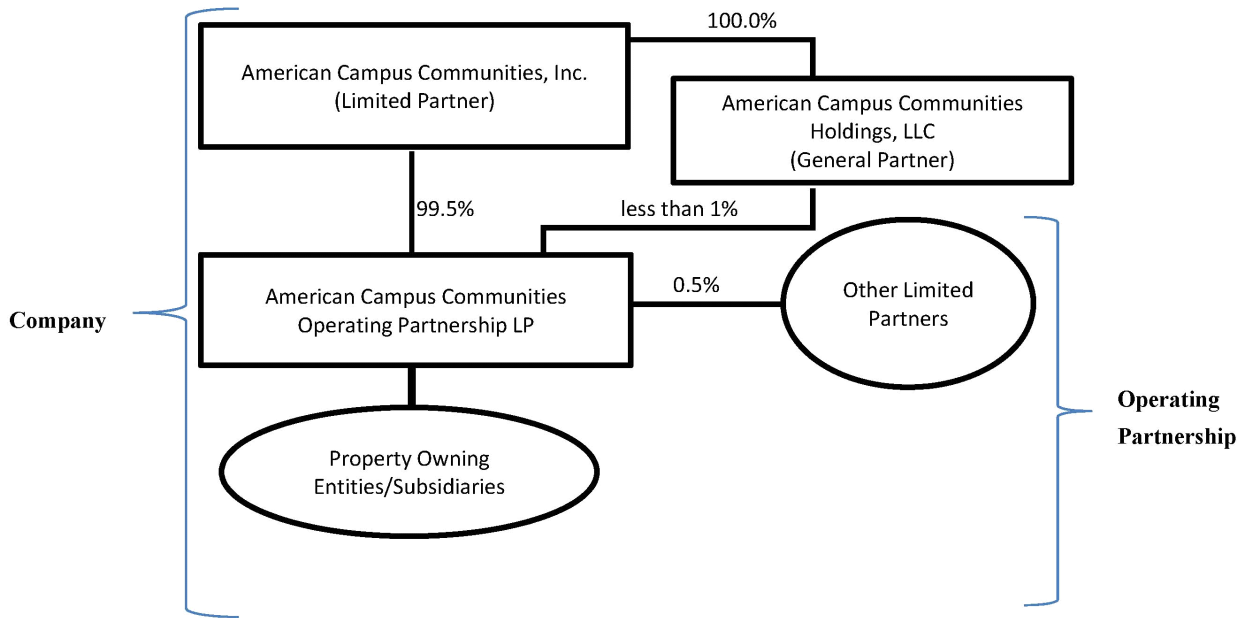 100.0%
American Campus Communities, Inc.
(Limited Partner)
American Campus Communities
Holdings, LLC
(General Partner)
99.5%
less than 1%
American Campus Communities
Operating Partnership LP
0.5%
Other Limited
Partners
Company
Operating
Partnership
Property Owning
Entities/Subsidiaries